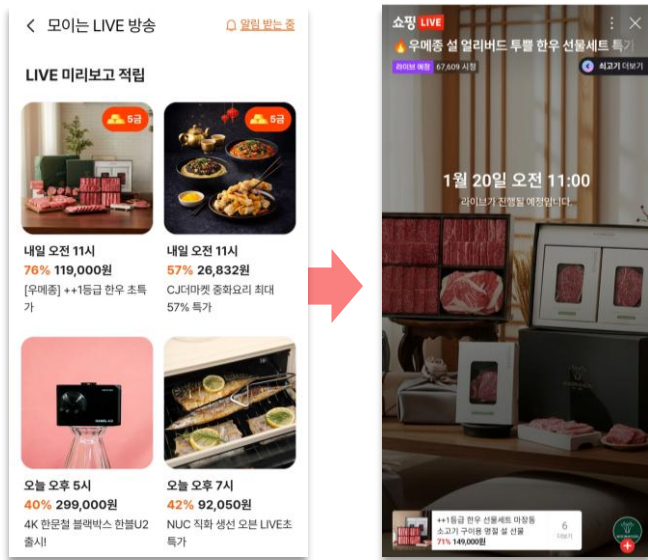 모이는 LIVE 방송
알림 받는 중
LIVE 미리보고 적립
5금
5금
내일 오전 11시
76% 119,000원
[우메종] ++1등급 한우 초특
가
내일 오전 11시
57% 26,832원
CJ더마켓 중화요리 최대
57% 특가
오늘 오후 5시
40% 299,000원
4K 한문철 블랙박스 한블U2
출시!
오늘 오후 7시
42% 92,050원
NUC 직화 생선 오븐 LIVE초
특가
쇼핑 LIVE
🔥우메종 설 얼리버드 투쁠 한우 선물세트 특기
라이브 예정 67,609 시청
쇠고기 더보기
1월 20일 오전 11:00
라이브가 진행될 예정입니다.
++1등급 한우 선물세트 마장동
소고기 구이용 명절 설 선물
71% 149,000원
6
더보기